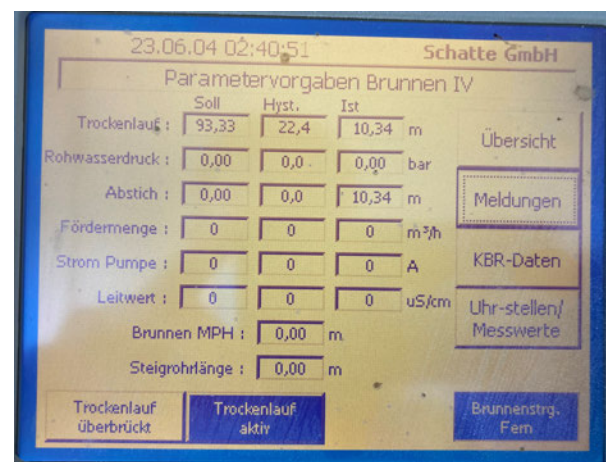 23.06.04 02:40:51 Schatte GmbH
Parametervorgaben Brunnen IV
Soll Hyst. Ist
Trockenlauf : 93,33 22,4 10,34 m
Rohwasserdruck : 0,00 0,0 0,00 bar
Abstich : 0,00 0,0 10,34 m
Fördermenge : 0 0 0 m³/h
Strom Pumpe : 0 0 0 A
Leitwert : 0 0 0 uS/cm
Brunnen MPH : 0,00 m
Steigrohrlänge : 0,00 m
Übersicht
Meldungen
KBR-Daten
Uhr-stellen/
Messwerte
Trockenlauf
überbrückt
Trockenlauf
aktiv
Brunnenstrg.
Fern